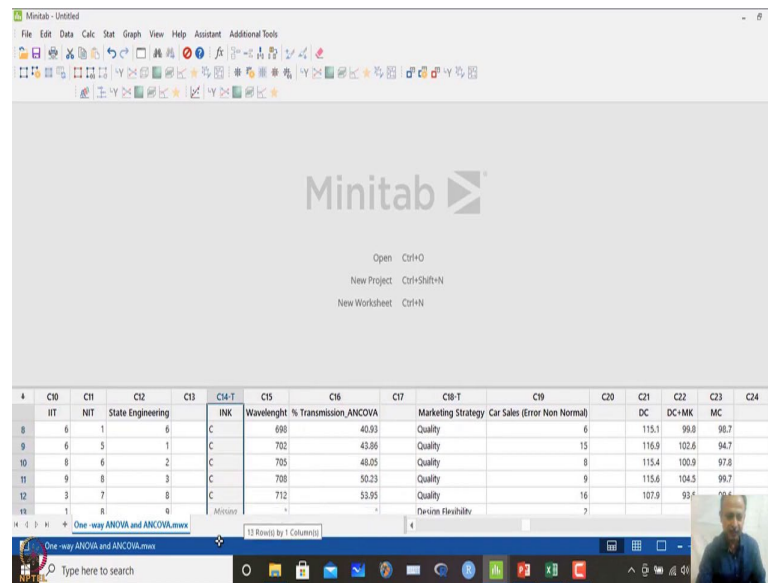 Minitab - Untitled
File Edit Data Calc Stat Graph View Help Assistant Additional Tools
Minitab
Open Ctrl+O
New Project Ctrl+Shift+N
New Worksheet Ctrl+N
C10 C11 C12 C13 C14-T C15 C16 C17 C18-T C19 C20 C21 C22 C23 C24
IIT NIT State Engineering INK Wavelenght % Transmission_ANCOVA Marketing Strategy Car Sales (Error Non Normal) DC DC+MK MC
8 6 1 6 C 698 40.93 Quality 6 115.1 99.8 98.7
9 6 5 1 C 702 43.86 Quality 15 116.9 102.6 94.7
10 8 6 2 C 705 48.05 Quality 8 115.4 100.9 97.8
11 9 8 3 C 708 50.23 Quality 9 115.6 104.5 99.7
12 3 7 8 C 712 53.95 Quality 16 107.9
13 1 8 9 Missing * * Design Flexibility 2
One -way ANOVA and ANCOVA.mwx
13 Row(s) by 1 Column(s)
One -way ANOVA and ANCOVA.mwx
Type here to search
NPTEL